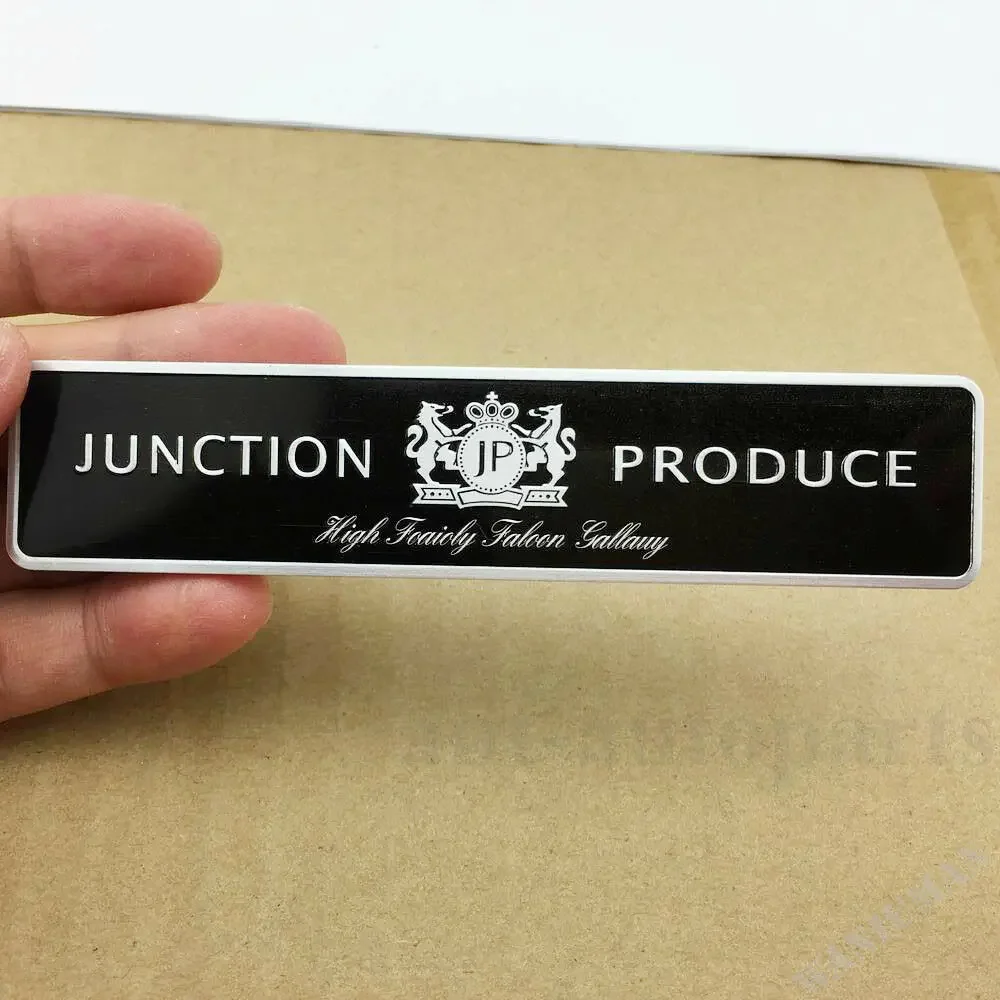 JUNCTION JP PRODUCE
High Foaioly Faloon Gallauy